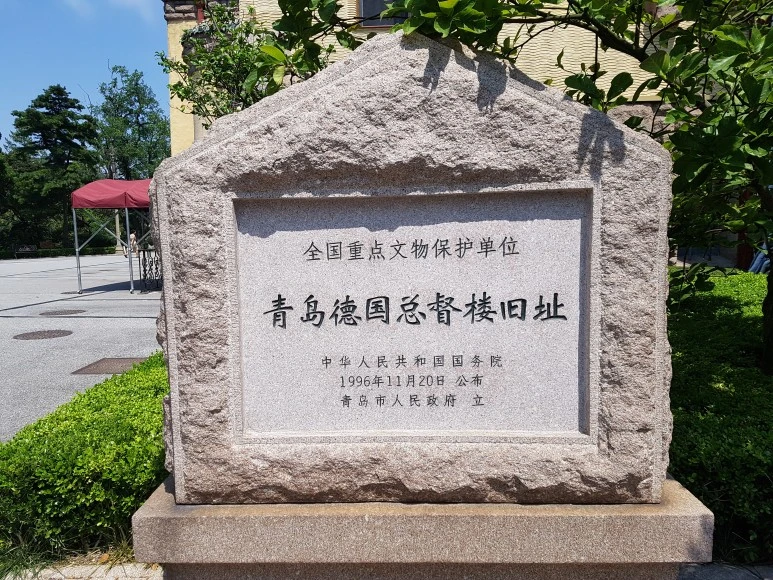 全国重点文物保护单位
青岛德国总督楼旧址
中华人民共和国国务院
1996年11月20日 公布
青岛市人民政府 立